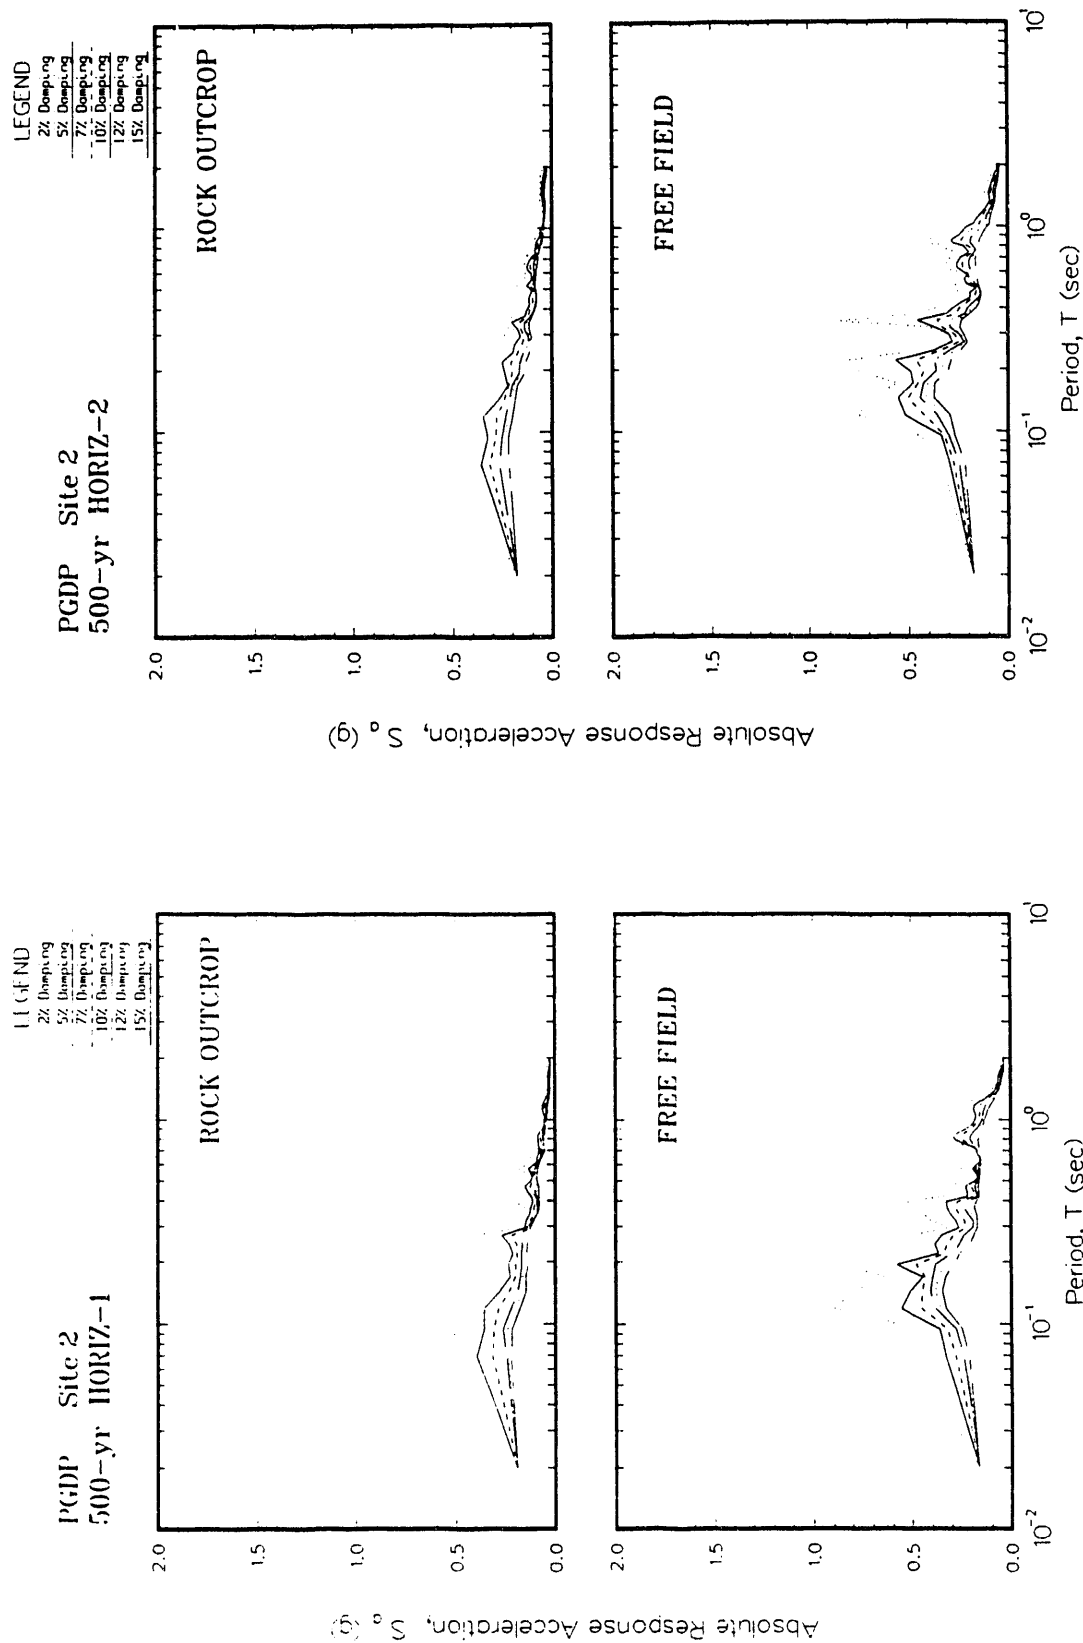 PGDP Site 2
500-yr HORIZ-1
LEGEND
2% Damping
5% Damping
7% Damping
10% Damping
12% Damping
15% Damping
ROCK OUTCROP
2.0
1.5
1.0
0.5
0.0
FREE FIELD
2.0
1.5
1.0
0.5
0.0
10⁻²
10⁻¹
10⁰
10¹
Period, T (sec)
Absolute Response Acceleration, S a (g)
PGDP Site 2
500-yr HORIZ-2
LEGEND
2% Damping
5% Damping
7% Damping
10% Damping
12% Damping
15% Damping
ROCK OUTCROP
2.0
1.5
1.0
0.5
0.0
FREE FIELD
2.0
1.5
1.0
0.5
0.0
10⁻²
10⁻¹
10⁰
10¹
Period, T (sec)
Absolute Response Acceleration, S a (g)